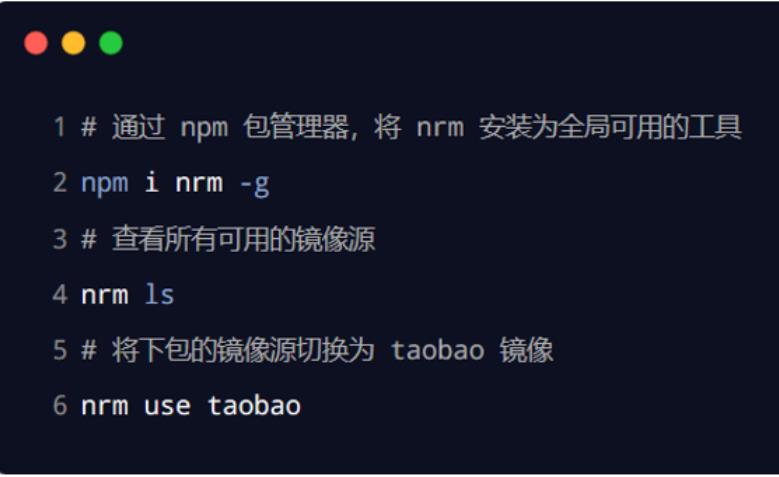 1 # 通过 npm 包管理器，将 nrm 安装为全局可用的工具
2 npm i nrm -g
3 # 查看所有可用的镜像源
4 nrm ls
5 # 将下包的镜像源切换为 taobao 镜像
6 nrm use taobao